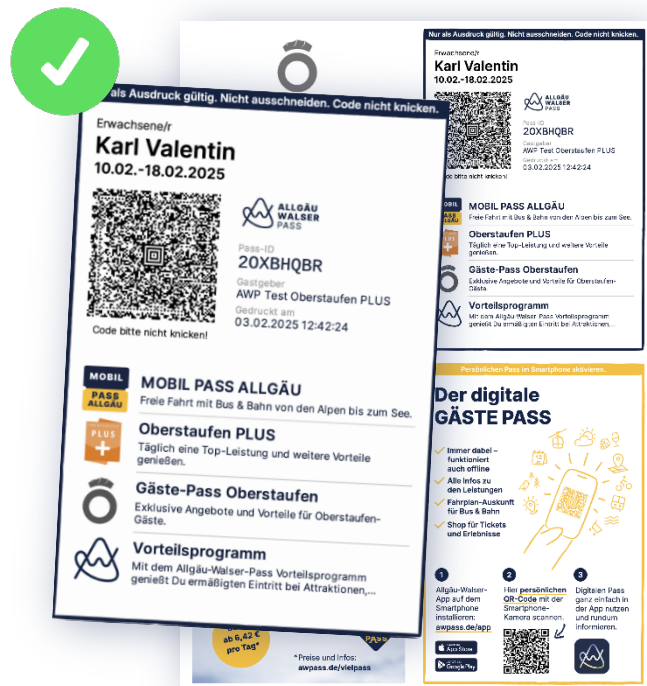 als Ausdruck gültig. Nicht ausschneiden. Code nicht knicken.
Erwachsene/r
Karl Valentin
10.02.-18.02.2025
ALLGÄU
WALSER
PASS
Pass-ID
20XBHQBR
Gastgeber
AWP Test Oberstaufen PLUS
Gedruckt am
03.02.2025 12:42:24
Code bitte nicht knicken!
MOBIL
PASS
ALLGÄU
MOBIL PASS ALLGÄU
Freie Fahrt mit Bus & Bahn von den Alpen bis zum See.
PLUS
+
Oberstaufen PLUS
Täglich eine Top-Leistung und weitere Vorteile
genießen.
Gäste-Pass Oberstaufen
Exklusive Angebote und Vorteile für Oberstaufen-
Gäste.
Vorteilsprogramm
Mit dem Allgäu-Walser-Pass Vorteilsprogramm
genießt Du ermäßigten Eintritt bei Attraktionen,...
Nur als Ausdruck gültig. Nicht ausschneiden. Code nicht knicken.
Erwachsene/r
Karl Valentin
10.02.-18.02.2025
ALLGÄU
WALSER
PASS
Pass-ID
20XBHQBR
Gastgeber
AWP Test Oberstaufen PLUS
Gedruckt am
03.02.2025 12:42:24
bitte nicht knicken!
MOBIL PASS ALLGÄU
Freie Fahrt mit Bus & Bahn von den Alpen bis zum See.
Oberstaufen PLUS
Täglich eine Top-Leistung und weitere Vorteile
genießen.
Gäste-Pass Oberstaufen
Exklusive Angebote und Vorteile für Oberstaufen-
Gäste.
Vorteilsprogramm
Mit dem Allgäu-Walser-Pass Vorteilsprogramm
genießt Du ermäßigten Eintritt bei Attraktionen,...
Persönlichen Pass im Smartphone aktivieren.
Der digitale
GÄSTE PASS
Immer dabei –
funktioniert
auch offline
Alle Infos zu
den Leistungen
Fahrplan-Auskunft
für Bus & Bahn
Shop für Tickets
und Erlebnisse
1
Allgäu-Walser-
App auf dem
Smartphone
installieren:
awpass.de/app
App Store
Google Play
2
Hier persönlichen
QR-Code mit der
Smartphone-
Kamera scannen.
3
Digitalen Pass
ganz einfach in
der App nutzen
und rundum
informieren.
ab 6,42 €
pro Tag*
PASS
*Preise und Infos:
awpass.de/vielpass